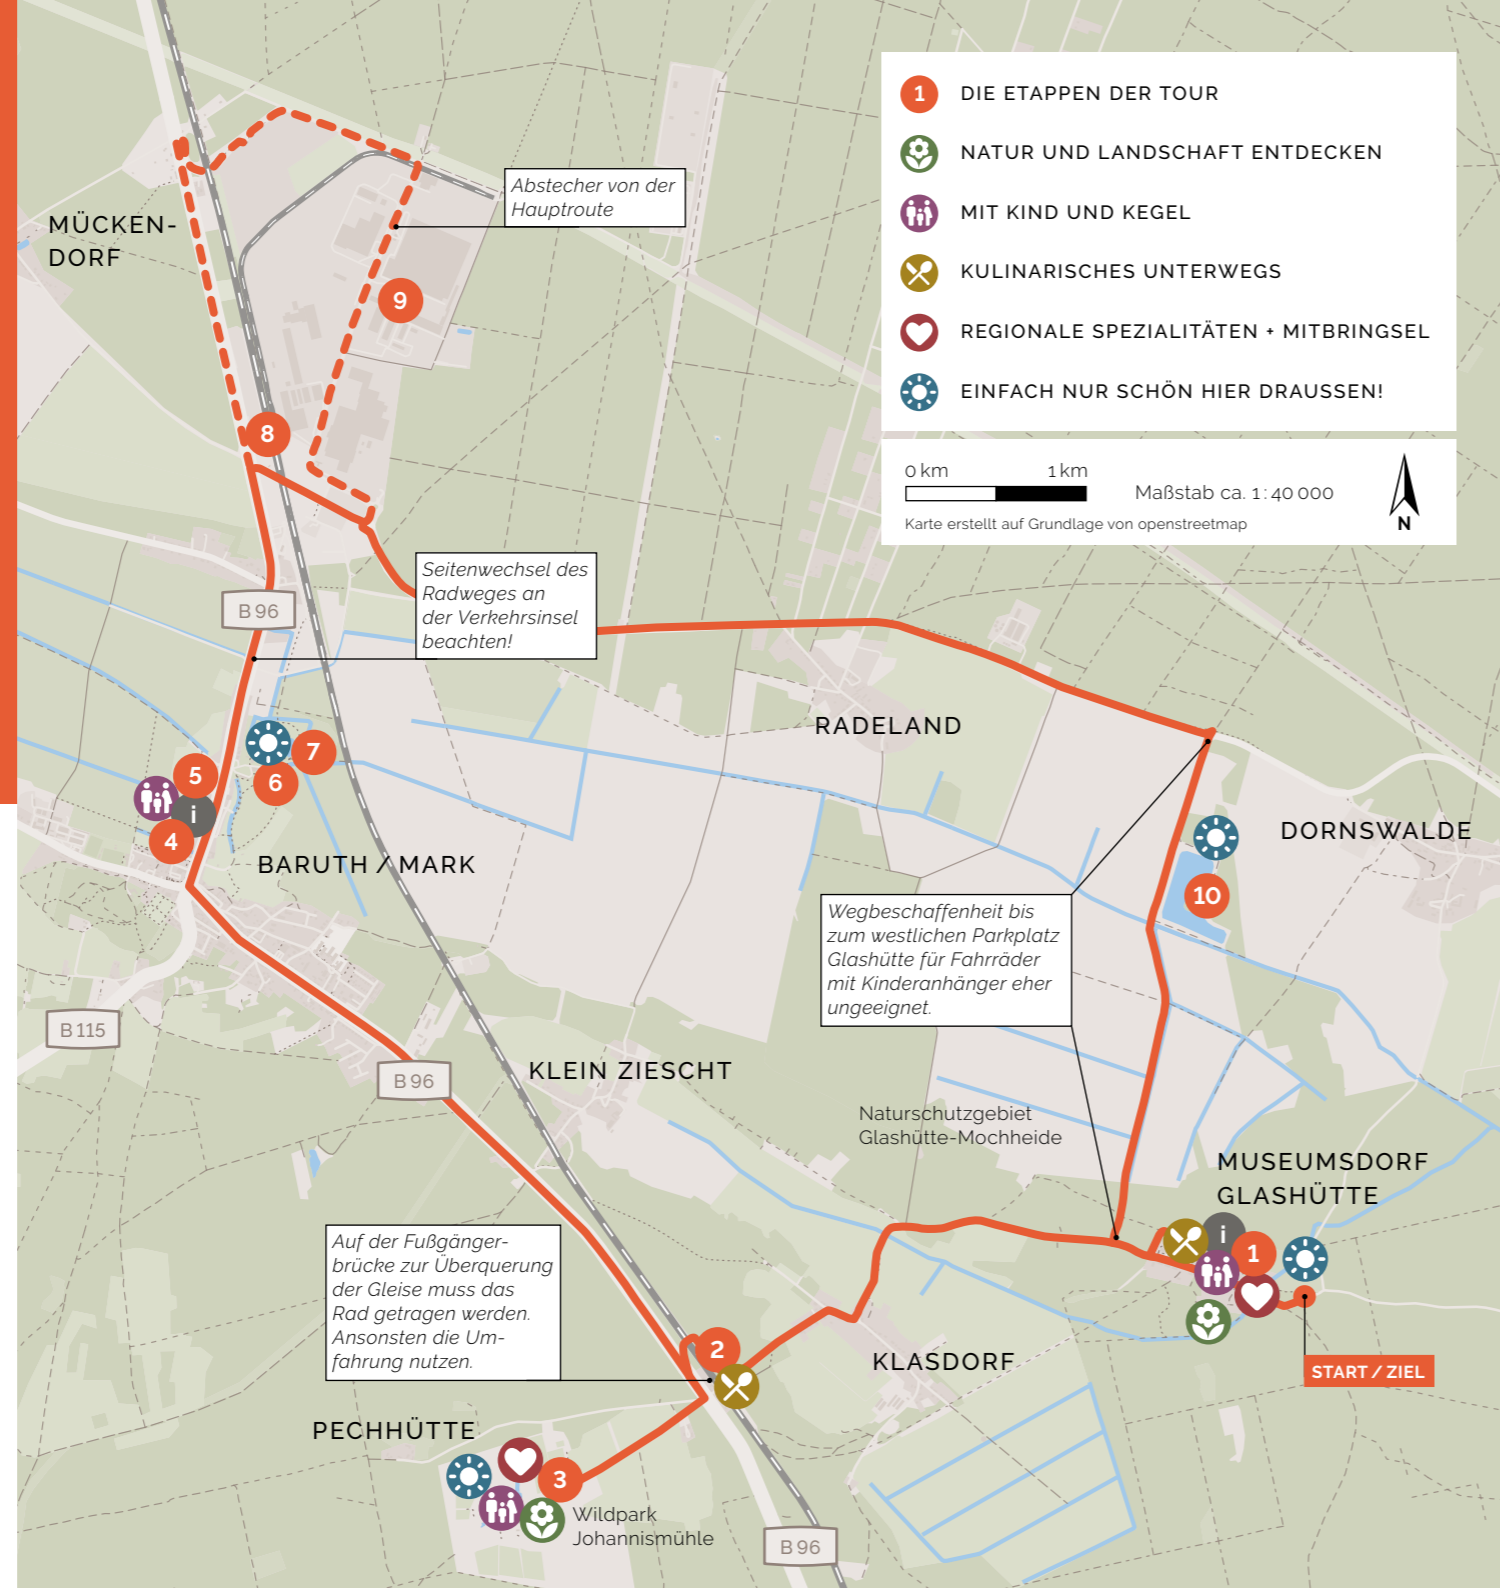 1 DIE ETAPPEN DER TOUR
NATUR UND LANDSCHAFT ENTDECKEN
MIT KIND UND KEGEL
KULINARISCHES UNTERWEGS
REGIONALE SPEZIALITÄTEN + MITBRINGSEL
EINFACH NUR SCHÖN HIER DRAUSSEN!
0 km 1 km
Maßstab ca. 1 : 40 000
Karte erstellt auf Grundlage von openstreetmap
N
Abstecher von der
Hauptroute
MÜCKEN-
DORF
9
8
Seitenwechsel des
Radweges an
der Verkehrsinsel
beachten!
B 96
RADELAND
7
6
5
i
4
BARUTH / MARK
DORNSWALDE
10
Wegbeschaffenheit bis
zum westlichen Parkplatz
Glashütte für Fahrräder
mit Kinderanhänger eher
ungeeignet.
B 115
B 96
KLEIN ZIESCHT
Naturschutzgebiet
Glashütte-Mochheide
MUSEUMSDORF
GLASHÜTTE
i
1
Auf der Fußgänger-
brücke zur Überquerung
der Gleise muss das
Rad getragen werden.
Ansonsten die Um-
fahrung nutzen.
2
KLASDORF
START / ZIEL
PECHHÜTTE
3
Wildpark
Johannismühle
B 96